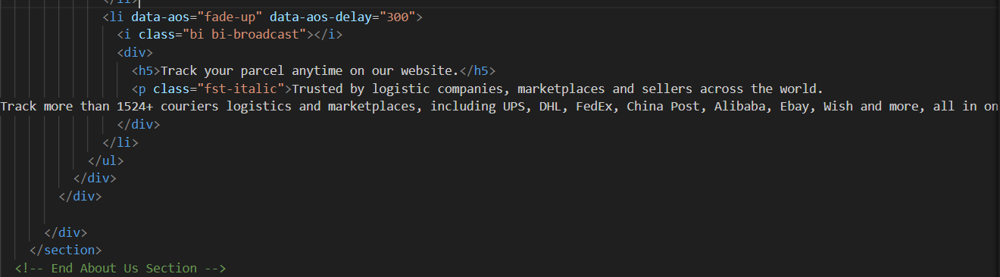 </li>
<li data-aos="fade-up" data-aos-delay="300">
<i class="bi bi-broadcast"></i>
<div>
<h5>Track your parcel anytime on our website.</h5>
<p class="fst-italic">Trusted by logistic companies, marketplaces and sellers across the world.
Track more than 1524+ couriers logistics and marketplaces, including UPS, DHL, FedEx, China Post, Alibaba, Ebay, Wish and more, all in on
</div>
</li>
</ul>
</div>
</div>
</div>
</section>
<!-- End About Us Section -->